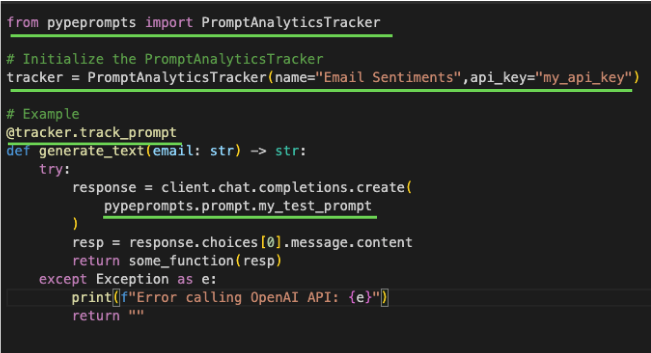 from pypeprompts import PromptAnalyticsTracker
# Initialize the PromptAnalyticsTracker
tracker = PromptAnalyticsTracker(name="Email Sentiments",api_key="my_api_key")
# Example
@tracker.track_prompt
def generate_text(email: str) -> str:
    try:
        response = client.chat.completions.create(
            pypeprompts.prompt.my_test_prompt
        )
        resp = response.choices[0].message.content
        return some_function(resp)
    except Exception as e:
        print(f"Error calling OpenAI API: {e}")
        return ""